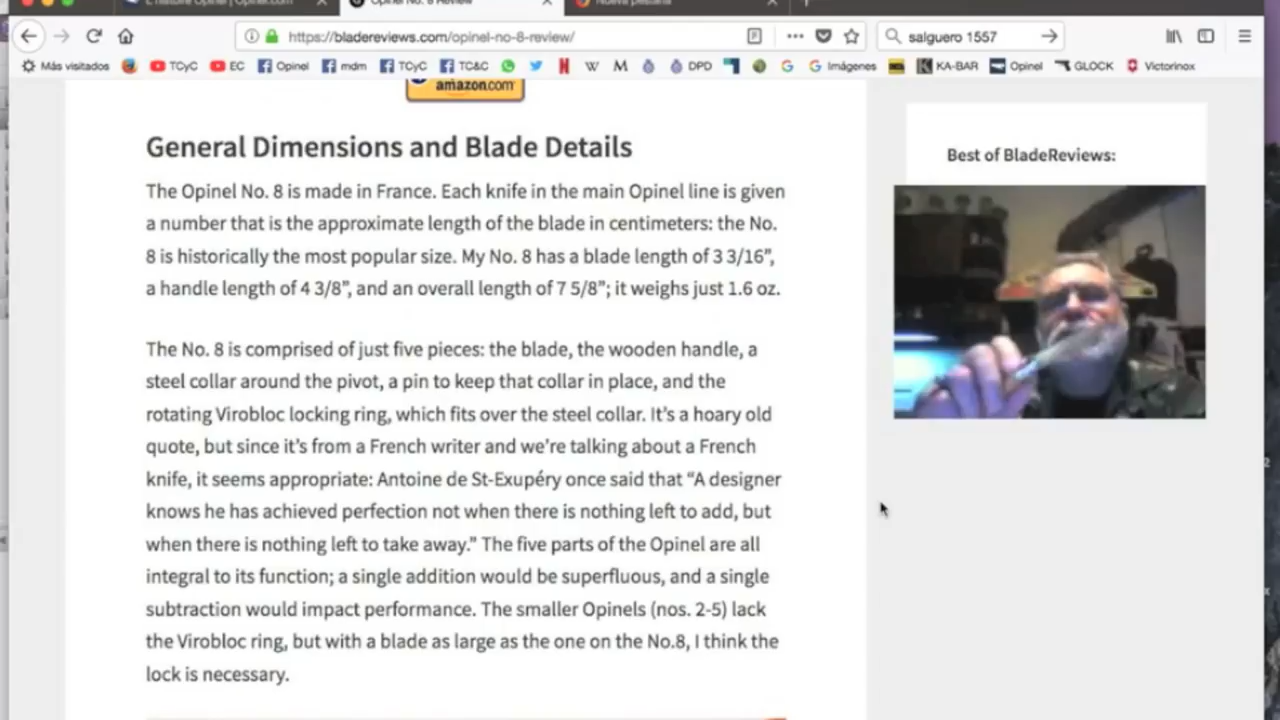 L'histoire Opinel | Opinel.com
Opinel No. 8 Review
Nueva pestaña
https://bladereviews.com/opinel-no-8-review/
salguero 1557
Más visitados
TCyC
EC
Opinel
mdm
TCyC
TC&C
DPD
G Imágenes
KA-BAR
Opinel
GLOCK
Victorinox
amazon.com
General Dimensions and Blade Details
The Opinel No. 8 is made in France. Each knife in the main Opinel line is given
a number that is the approximate length of the blade in centimeters: the No.
8 is historically the most popular size. My No. 8 has a blade length of 3 3/16”,
a handle length of 4 3/8”, and an overall length of 7 5/8”; it weighs just 1.6 oz.
The No. 8 is comprised of just five pieces: the blade, the wooden handle, a
steel collar around the pivot, a pin to keep that collar in place, and the
rotating Virobloc locking ring, which fits over the steel collar. It’s a hoary old
quote, but since it’s from a French writer and we’re talking about a French
knife, it seems appropriate: Antoine de St-Exupéry once said that “A designer
knows he has achieved perfection not when there is nothing left to add, but
when there is nothing left to take away.” The five parts of the Opinel are all
integral to its function; a single addition would be superfluous, and a single
subtraction would impact performance. The smaller Opinels (nos. 2-5) lack
the Virobloc ring, but with a blade as large as the one on the No.8, I think the
lock is necessary.
Best of BladeReviews: